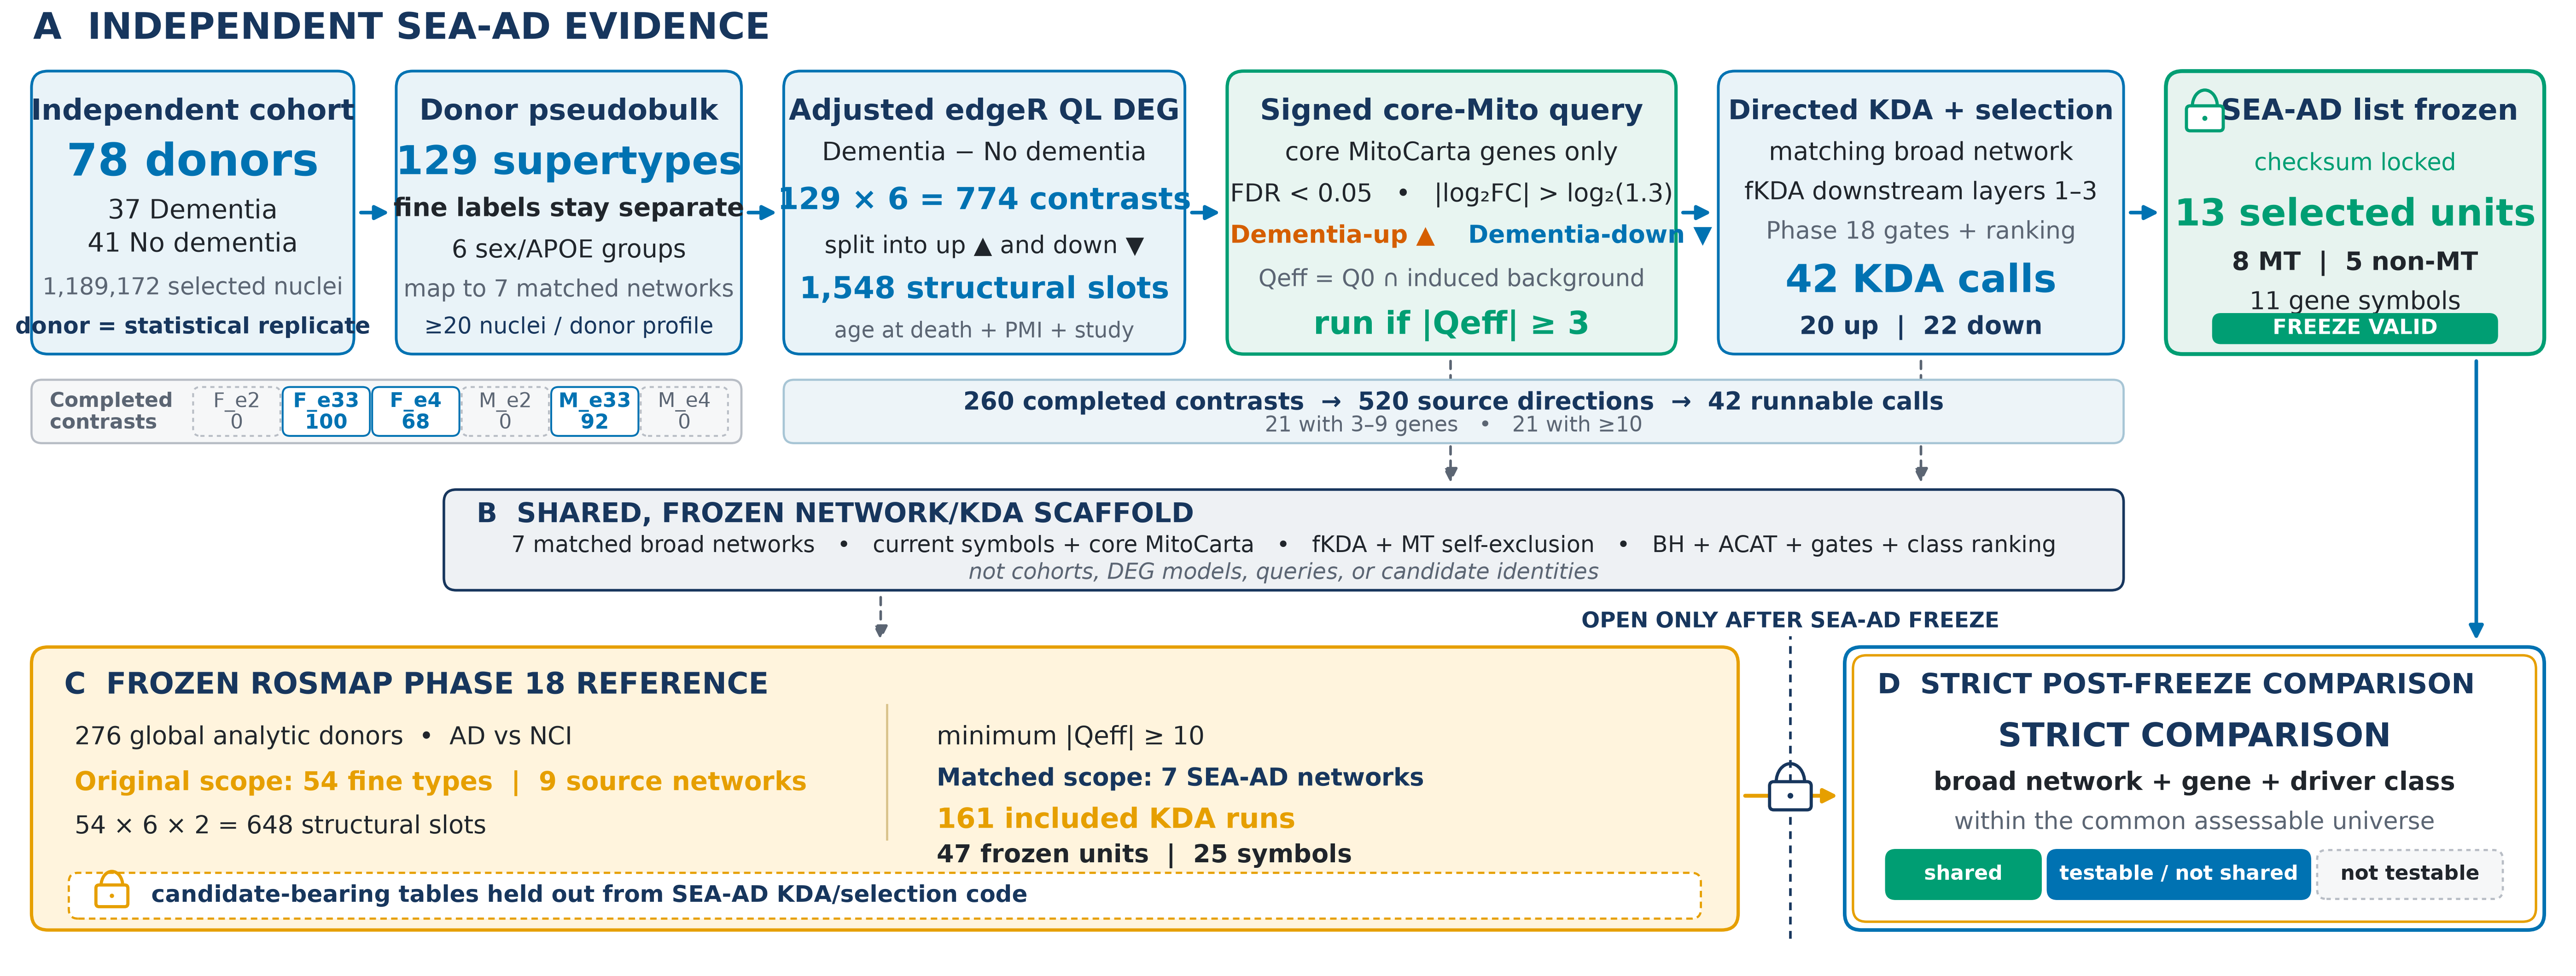 A INDEPENDENT SEA-AD EVIDENCE
Independent cohort
78 donors
37 Dementia
41 No dementia
1,189,172 selected nuclei
donor = statistical replicate
Donor pseudobulk
129 supertypes
fine labels stay separate
6 sex/APOE groups
map to 7 matched networks
≥20 nuclei / donor profile
Adjusted edgeR QL DEG
Dementia − No dementia
129 × 6 = 774 contrasts
split into up ▲ and down ▼
1,548 structural slots
age at death + PMI + study
Signed core-Mito query
core MitoCarta genes only
FDR < 0.05 • |log₂FC| > log₂(1.3)
Dementia-up ▲ Dementia-down ▼
Qeff = Q0 ∩ induced background
run if |Qeff| ≥ 3
Directed KDA + selection
matching broad network
fKDA downstream layers 1–3
Phase 18 gates + ranking
42 KDA calls
20 up | 22 down
SEA-AD list frozen
checksum locked
13 selected units
8 MT | 5 non-MT
11 gene symbols
FREEZE VALID
Completed
contrasts
F_e2
0
F_e33
100
F_e4
68
M_e2
0
M_e33
92
M_e4
0
260 completed contrasts → 520 source directions → 42 runnable calls
21 with 3–9 genes • 21 with ≥10
B SHARED, FROZEN NETWORK/KDA SCAFFOLD
7 matched broad networks • current symbols + core MitoCarta • fKDA + MT self-exclusion • BH + ACAT + gates + class ranking
not cohorts, DEG models, queries, or candidate identities
OPEN ONLY AFTER SEA-AD FREEZE
C FROZEN ROSMAP PHASE 18 REFERENCE
276 global analytic donors • AD vs NCI
Original scope: 54 fine types | 9 source networks
54 × 6 × 2 = 648 structural slots
minimum |Qeff| ≥ 10
Matched scope: 7 SEA-AD networks
161 included KDA runs
47 frozen units | 25 symbols
candidate-bearing tables held out from SEA-AD KDA/selection code
D STRICT POST-FREEZE COMPARISON
STRICT COMPARISON
broad network + gene + driver class
within the common assessable universe
shared
testable / not shared
not testable